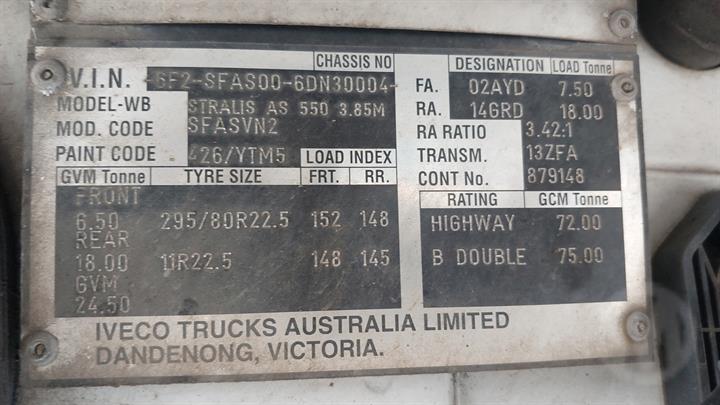 CHASSIS NO
V.I.N. -6F2-SFAS00-6DN30004-
MODEL-WB STRALIS AS 550 3.85M
MOD. CODE SFASVN2
PAINT CODE 426/YTM5 LOAD INDEX
GVM Tonne TYRE SIZE FRT. RR.
FRONT
6.50 295/80R22.5 152 148
REAR
18.00 11R22.5 148 145
GVM
24.50
DESIGNATION LOAD Tonne
FA. 02AYD 7.50
RA. 14GRD 18.00
RA RATIO 3.42:1
TRANSM. 13ZFA
CONT No. 879148
RATING GCM Tonne
HIGHWAY 72.00
B DOUBLE 75.00
IVECO TRUCKS AUSTRALIA LIMITED
DANDENONG, VICTORIA.